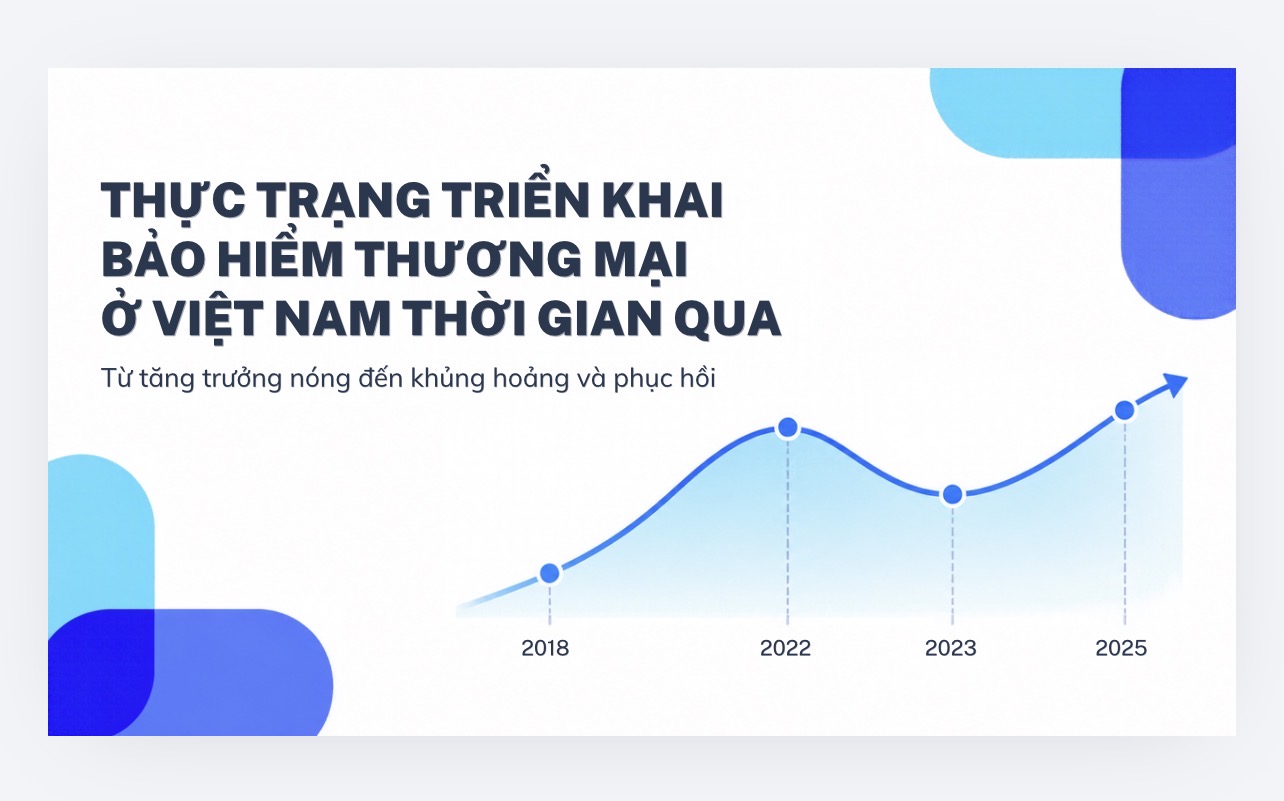 THỰC TRẠNG TRIỂN KHAI
BẢO HIỂM THƯƠNG MẠI
Ở VIỆT NAM THỜI GIAN QUA
Từ tăng trưởng nóng đến khủng hoảng và phục hồi
2018 2022 2023 2025